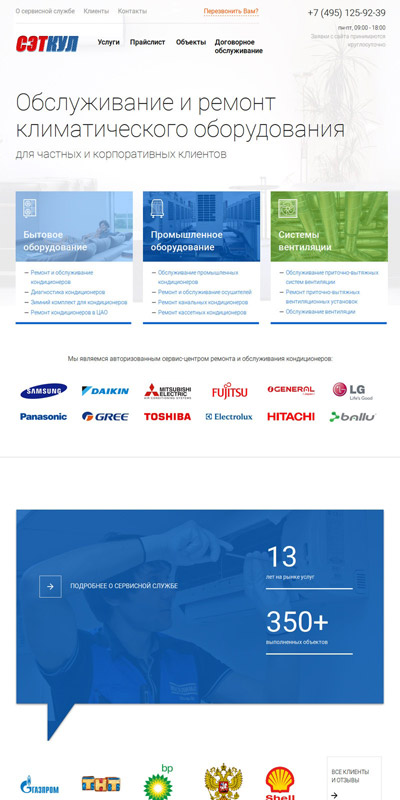 О сервисной службе Клиенты Контакты Перезвонить Вам? +7 (495) 125-92-39
пн-пт, 09:00 - 18:00
Заявки с сайта принимаются
круглосуточно
СЭТКУЛ Услуги Прайслист Объекты Договорное
обслуживание
Обслуживание и ремонт
климатического оборудования
для частных и корпоративных клиентов
Бытовое
оборудование
— Ремонт и обслуживание
кондиционеров
— Диагностика кондиционеров
— Зимний комплект для кондиционеров
— Ремонт кондиционеров в ЦАО
Промышленное
оборудование
— Обслуживание промышленных
кондиционеров
— Ремонт и обслуживание осушителей
— Ремонт канальных кондиционеров
— Ремонт кассетных кондиционеров
Системы
вентиляции
— Обслуживание приточно-вытяжных
систем вентиляции
— Ремонт приточно-вытяжных
вентиляционных установок
— Обслуживание вентиляции
Мы являемся авторизованным сервис-центром ремонта и обслуживания кондиционеров:
SAMSUNG DAIKIN MITSUBISHI ELECTRIC FUJITSU GENERAL LG
AIR CONDITIONING SYSTEMS Life's Good
Panasonic GREE TOSHIBA Electrolux HITACHI ballu
13
лет на рынке услуг
ПОДРОБНЕЕ О СЕРВИСНОЙ СЛУЖБЕ
350+
выполненных объектов
ГАЗПРОМ ТНТ bp Shell
ВСЕ КЛИЕНТЫ
И ОТЗЫВЫ